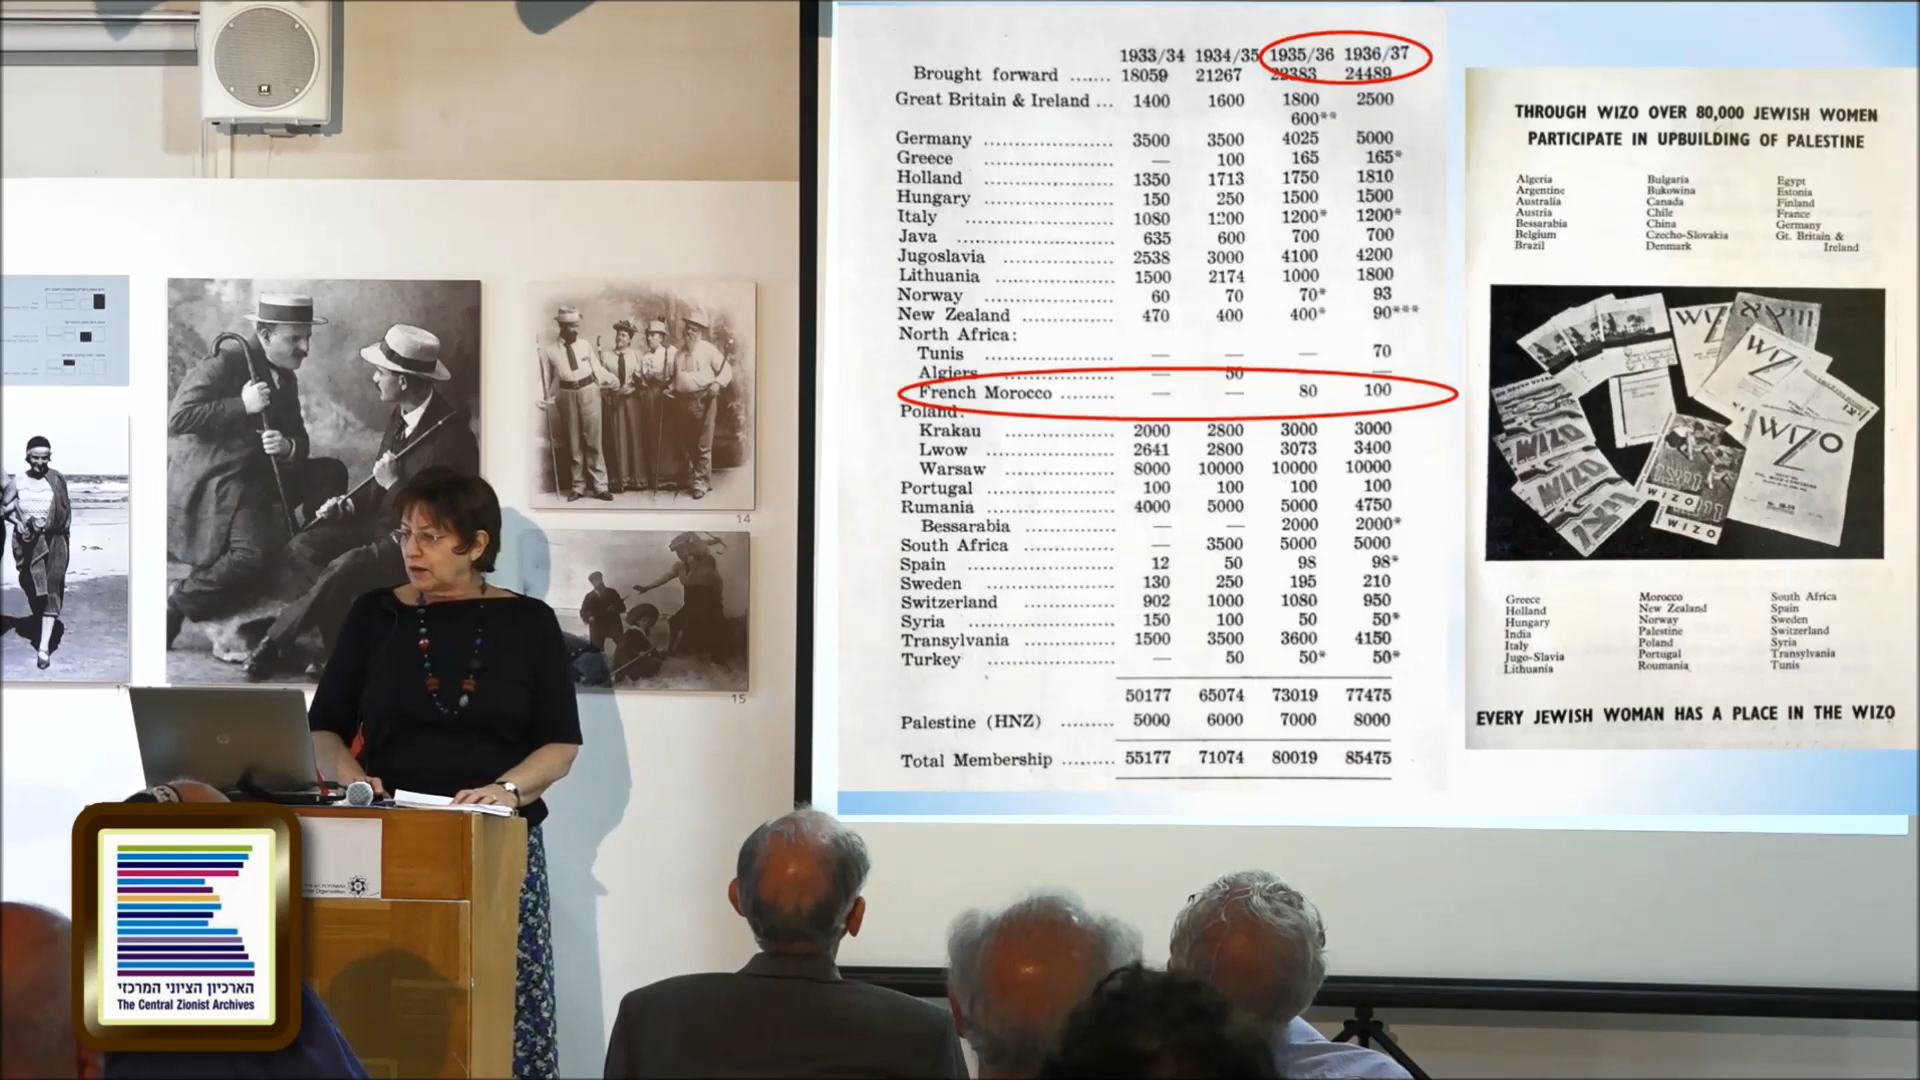 1933/34 1934/35 1935/36 1936/37
Brought forward ....... 18059 21267 22383 24489
Great Britain & Ireland ... 1400 1600 1800 2500
600**
Germany .................... 3500 3500 4025 5000
Greece .................... — 100 165 165*
Holland .................... 1350 1713 1750 1810
Hungary .................... 150 250 1500 1500
Italy .................... 1080 1200 1200* 1200*
Java .................... 635 600 700 700
Jugoslavia .................... 2538 3000 4100 4200
Lithuania .................... 1500 2174 1000 1800
Norway .................... 60 70 70* 93
New Zealand .................... 470 400 400* 90***
North Africa:
Tunis .................... — — — 70
Algiers .................... — 50 —
French Morocco ......... — — 80 100
Poland:
Krakau .................... 2000 2800 3000 3000
Lwow .................... 2641 2800 3073 3400
Warsaw .................... 8000 10000 10000 10000
Portugal .................... 100 100 100 100
Rumania .................... 4000 5000 5000 4750
Bessarabia .................... — — 2000 2000*
South Africa .................... — 3500 5000 5000
Spain .................... 12 50 98 98*
Sweden .................... 130 250 195 210
Switzerland .................... 902 1000 1080 950
Syria .................... 150 100 50 50*
Transylvania .................... 1500 3500 3600 4150
Turkey .................... — 50 50* 50*
50177 65074 73019 77475
Palestine (HNZ) ......... 5000 6000 7000 8000
Total Membership ......... 55177 71074 80019 85475
THROUGH WIZO OVER 80,000 JEWISH WOMEN
PARTICIPATE IN UPBUILDING OF PALESTINE
Algeria
Argentine
Australia
Austria
Bessarabia
Belgium
Brazil
Bulgaria
Bukowina
Canada
Chile
China
Czecho-Slovakia
Denmark
Egypt
Estonia
Finland
France
Germany
Gt. Britain &
Ireland
WIZO
WIZO
WIZO
WIZO
WIZO
WIZO
Greece
Holland
Hungary
India
Italy
Jugo-Slavia
Lithuania
Morocco
New Zealand
Norway
Palestine
Poland
Portugal
Roumania
South Africa
Spain
Sweden
Switzerland
Syria
Transylvania
Tunis
EVERY JEWISH WOMAN HAS A PLACE IN THE WIZO
14
15
הארכיון הציוני המרכזי
The Central Zionist Archives